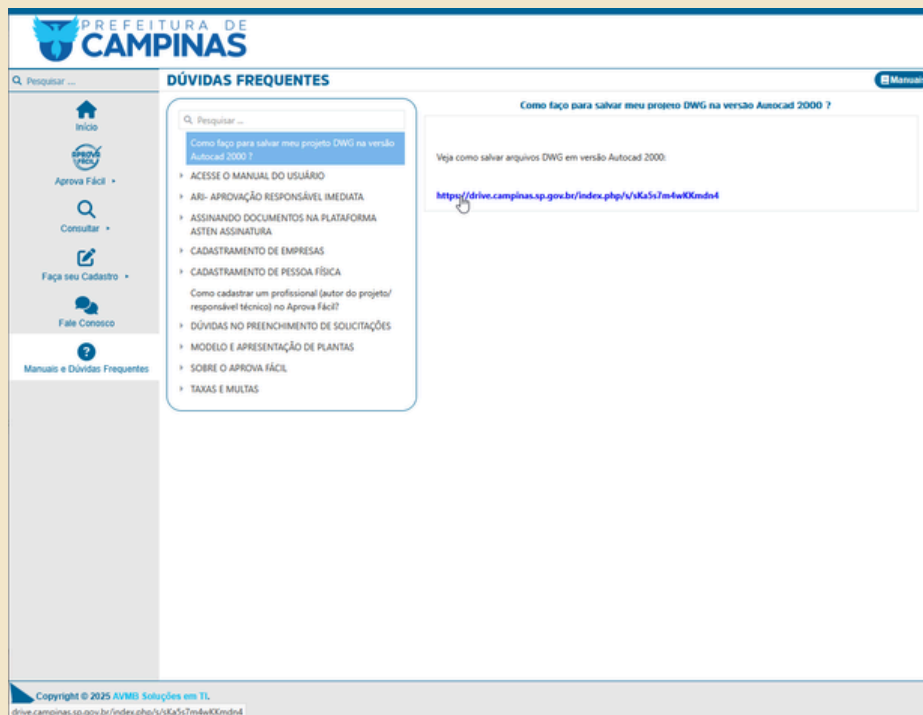 PREFEITURA DE
CAMPINAS
Pesquisar ...
DÚVIDAS FREQUENTES
Manuais
Início
APROVA
FÁCIL
Aprova Fácil
Consultar
Faça seu Cadastro
Fale Conosco
Manuais e Dúvidas Frequentes
Pesquisar ...
Como faço para salvar meu projeto DWG na versão
Autocad 2000 ?
ACESSE O MANUAL DO USUÁRIO
ARI- APROVAÇÃO RESPONSÁVEL IMEDIATA
ASSINANDO DOCUMENTOS NA PLATAFORMA
ASTEN ASSINATURA
CADASTRAMENTO DE EMPRESAS
CADASTRAMENTO DE PESSOA FÍSICA
Como cadastrar um profissional (autor do projeto/
responsável técnico) no Aprova Fácil?
DÚVIDAS NO PREENCHIMENTO DE SOLICITAÇÕES
MODELO E APRESENTAÇÃO DE PLANTAS
SOBRE O APROVA FÁCIL
TAXAS E MULTAS
Como faço para salvar meu projeto DWG na versão Autocad 2000 ?
Veja como salvar arquivos DWG em versão Autocad 2000:
https://drive.campinas.sp.gov.br/index.php/s/sKa5s7m4wKKmdn4
Copyright © 2025 AVMB Soluções em TI.
drive.campinas.sp.gov.br/index.php/s/sKa5s7m4wKKmdn4